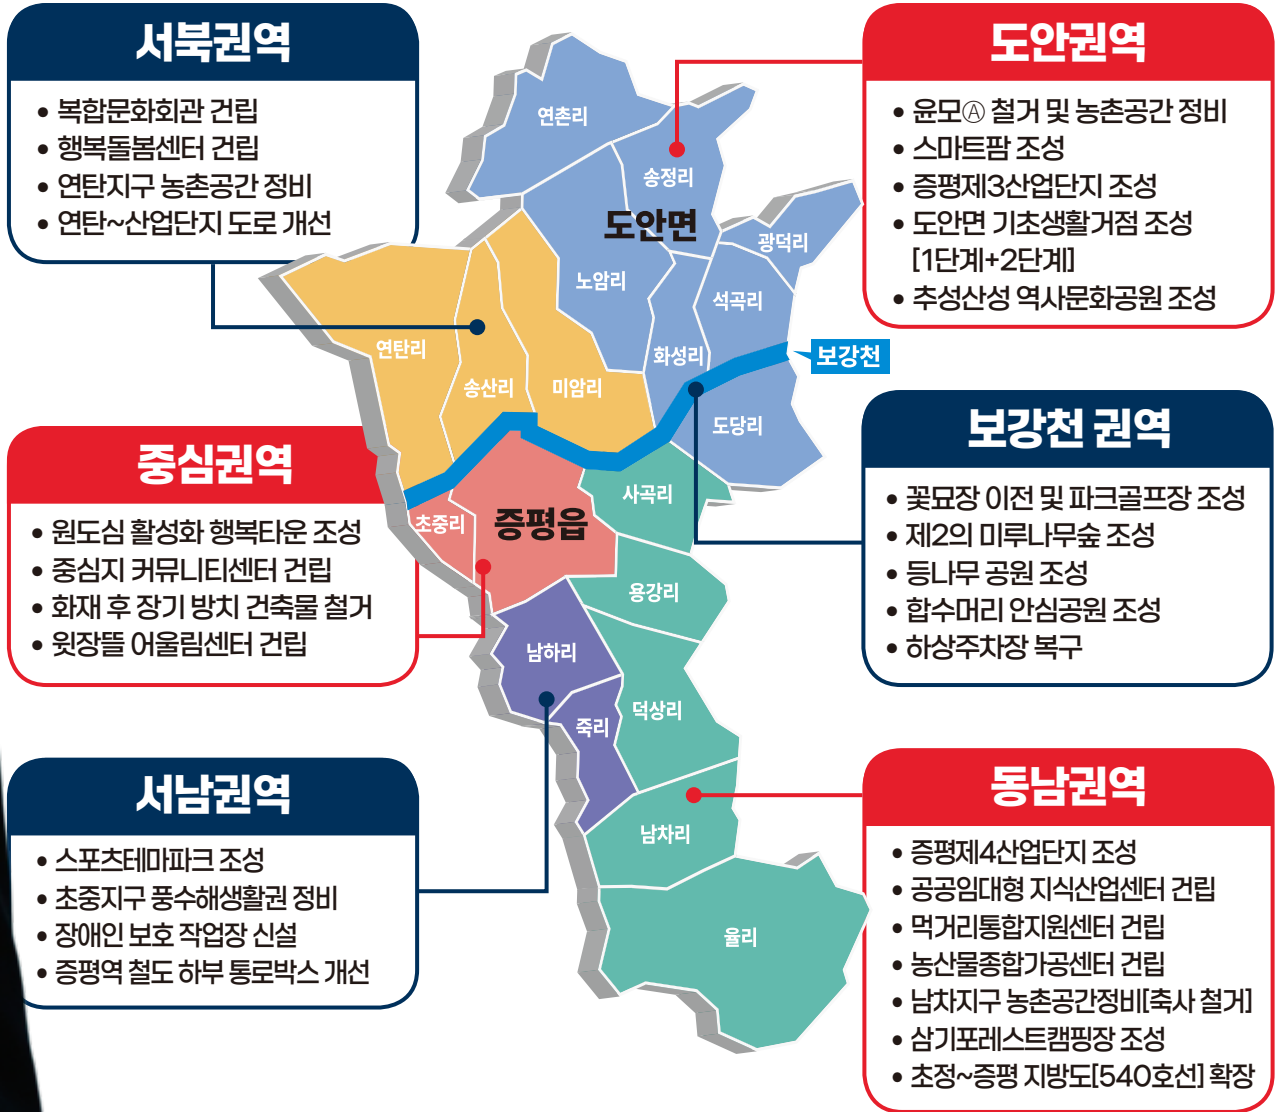 서북권역
• 복합문화회관 건립
• 행복돌봄센터 건립
• 연탄지구 농촌공간 정비
• 연탄~산업단지 도로 개선
도안권역
• 윤모Ⓐ 철거 및 농촌공간 정비
• 스마트팜 조성
• 증평제3산업단지 조성
• 도안면 기초생활거점 조성
[1단계+2단계]
• 추성산성 역사문화공원 조성
연촌리
송정리
도안면
광덕리
노암리
석곡리
연탄리
화성리
보강천
송산리
미암리
도당리
중심권역
• 원도심 활성화 행복타운 조성
• 중심지 커뮤니티센터 건립
• 화재 후 장기 방치 건축물 철거
• 윗장뜰 어울림센터 건립
보강천 권역
• 꽃묘장 이전 및 파크골프장 조성
• 제2의 미루나무숲 조성
• 등나무 공원 조성
• 합수머리 안심공원 조성
• 하상주차장 복구
사곡리
초중리
증평읍
용강리
남하리
덕상리
죽리
서남권역
• 스포츠테마파크 조성
• 초중지구 풍수해생활권 정비
• 장애인 보호 작업장 신설
• 증평역 철도 하부 통로박스 개선
동남권역
• 증평제4산업단지 조성
• 공공임대형 지식산업센터 건립
• 먹거리통합지원센터 건립
• 농산물종합가공센터 건립
• 남차지구 농촌공간정비[축사 철거]
• 삼기포레스트캠핑장 조성
• 초정~증평 지방도[540호선] 확장
남차리
율리